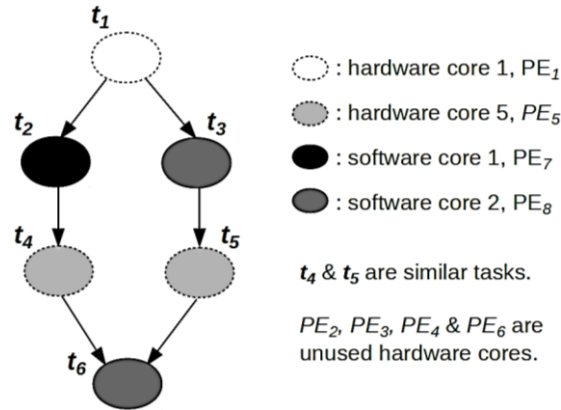 t1
t2
t3
t4
t5
t6
: hardware core 1, PE1
: hardware core 5, PE5
: software core 1, PE7
: software core 2, PE8
t4 & t5 are similar tasks.
PE2, PE3, PE4 & PE6 are
unused hardware cores.